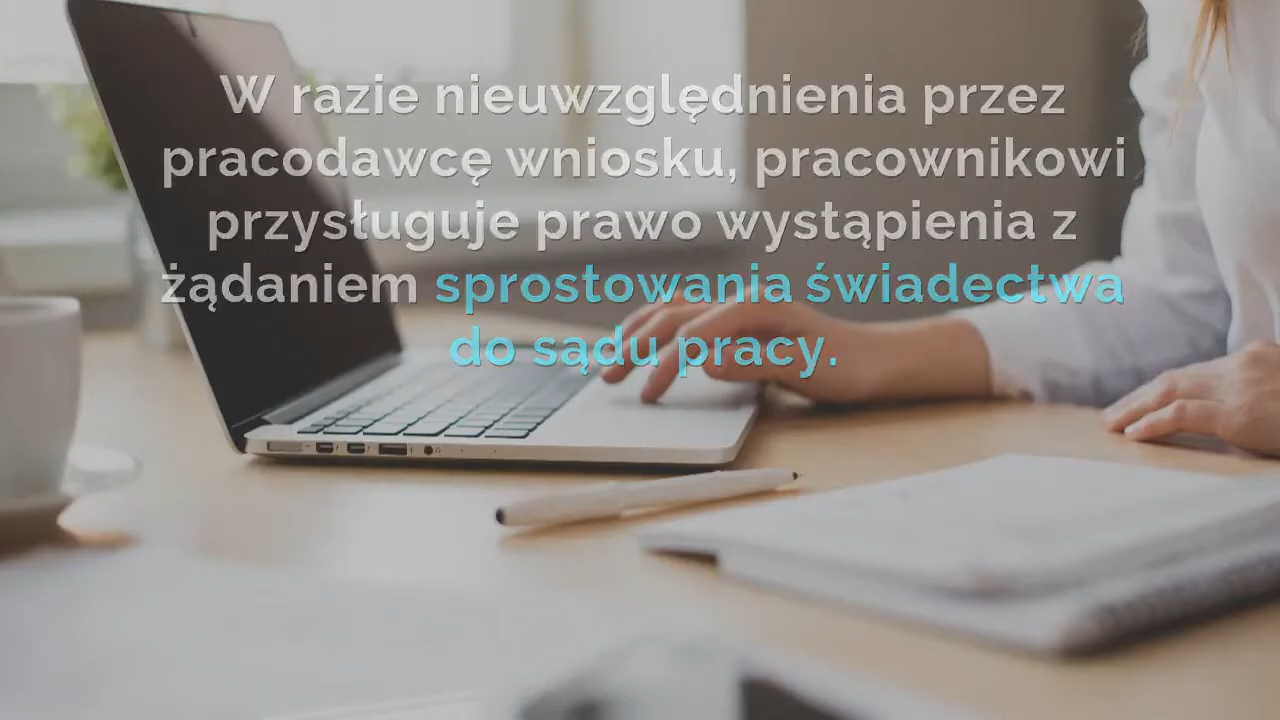 W razie nieuwzględnienia przez
pracodawcę wniosku, pracownikowi
przysługuje prawo wystąpienia z
żądaniem sprostowania świadectwa
do sądu pracy.